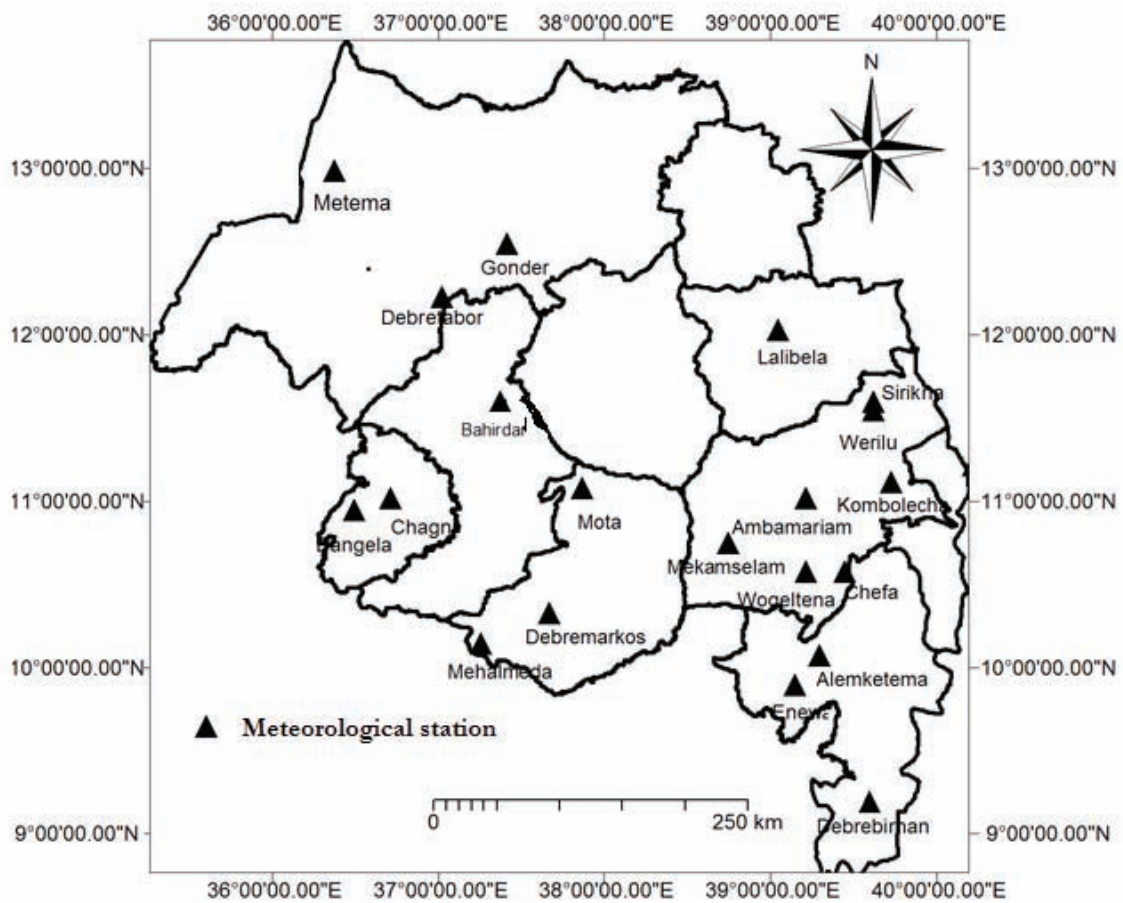 36°00'00.00"E 37°00'00.00"E 38°00'00.00"E 39°00'00.00"E 40°00'00.00"E
N
13°00'00.00"N 13°00'00.00"N
Metema
Gonder
Debretabor
12°00'00.00"N 12°00'00.00"N
Lalibela
Sirikna
Bahirdar
Werilu
11°00'00.00"N 11°00'00.00"N
Kombolecha
Chagni
Mota
Ambamariam
Dangela
Mekamselam
Wogeltena Chefa
Debremarkos
10°00'00.00"N 10°00'00.00"N
Mehalmeda
Alemketema
Enewa
Meteorological station
0 250 km
Debrebirhan
9°00'00.00"N 9°00'00.00"N
36°00'00.00"E 37°00'00.00"E 38°00'00.00"E 39°00'00.00"E 40°00'00.00"E